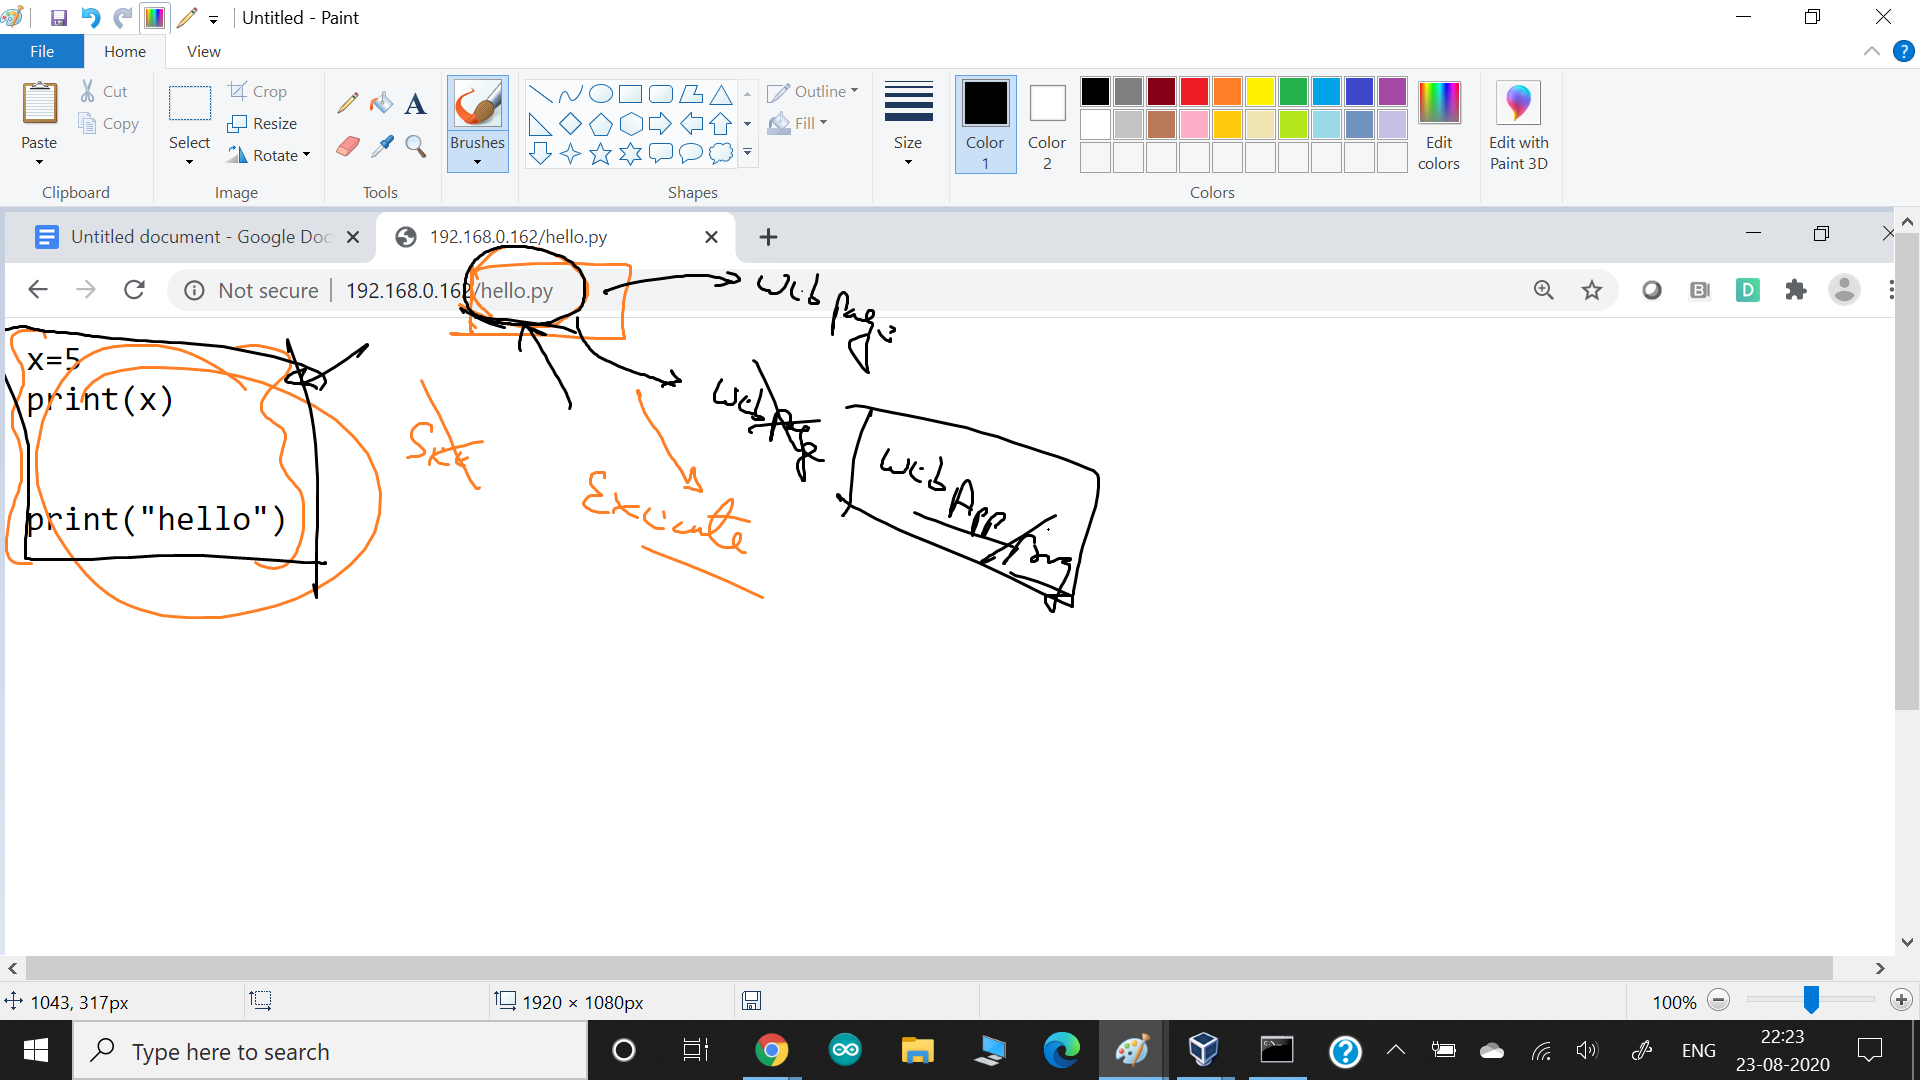 Untitled - Paint
File Home View
Paste
Cut
Copy
Clipboard
Select
Crop
Resize
Rotate
Image
Tools
Brushes
Shapes
Outline
Fill
Size
Color 1
Color 2
Colors
Edit colors
Edit with Paint 3D
Untitled document - Google Doc
192.168.0.162/hello.py
Not secure 192.168.0.162/hello.py
Web Page
x=5
print(x)
print("hello")
Web Page
Execute
Web App
1043, 317px
1920 × 1080px
100%
Type here to search
ENG
22:23
23-08-2020